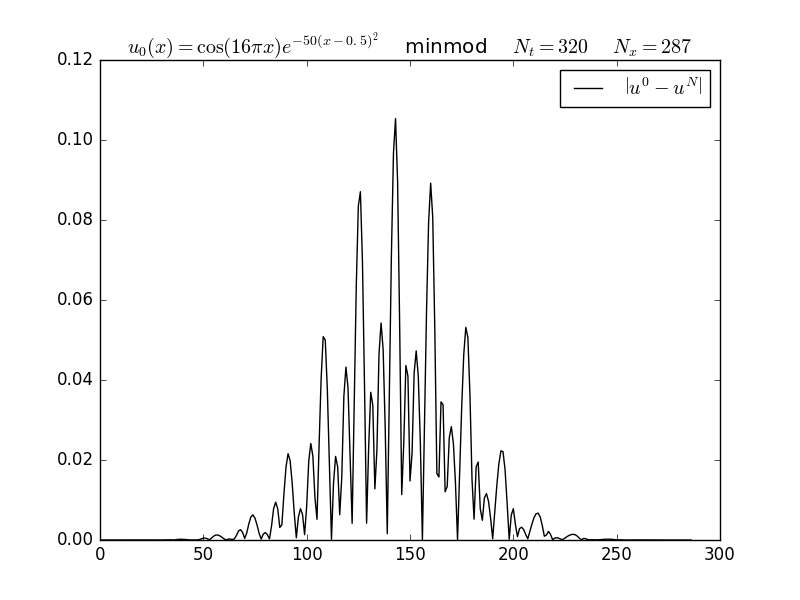 u_0(x) = cos(16πx)e^{−50(x−0.5)^2} minmod N_t = 320 N_x = 287
|u^0 − u^N|
0.12
0.10
0.08
0.06
0.04
0.02
0.00
0 50 100 150 200 250 300